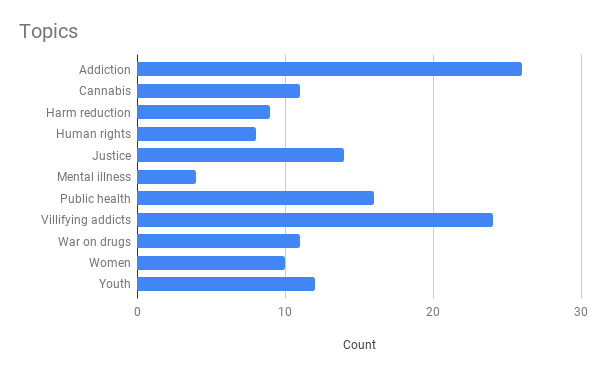 Topics
Addiction
Cannabis
Harm reduction
Human rights
Justice
Mental illness
Public health
Villifying addicts
War on drugs
Women
Youth
0 10 20 30
Count